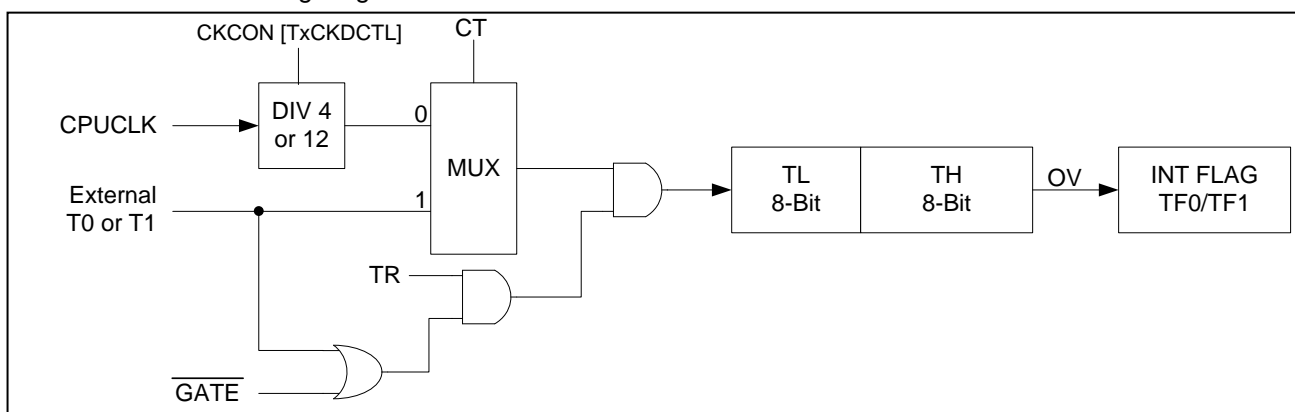 CKCON [TxCKDCTL]
CT
CPUCLK
DIV 4
or 12
0
MUX
External
T0 or T1
1
TL
8-Bit
TH
8-Bit
OV
INT FLAG
TF0/TF1
TR
GATE